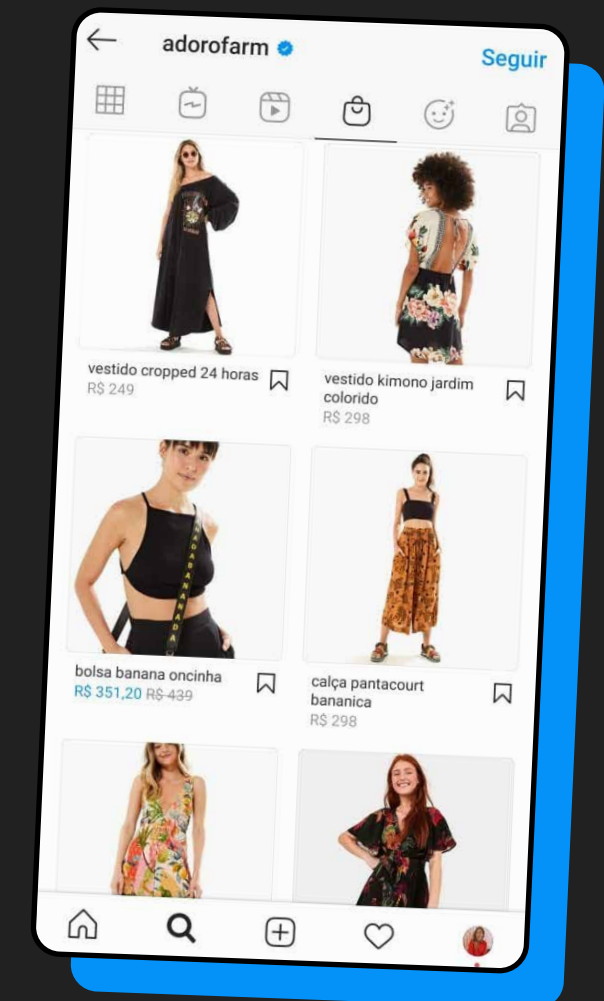 adorofarm
Seguir
vestido cropped 24 horas
R$ 249
vestido kimono jardim
colorido
R$ 298
bolsa banana oncinha
R$ 351,20 R$ 439
calça pantacourt
bananica
R$ 298